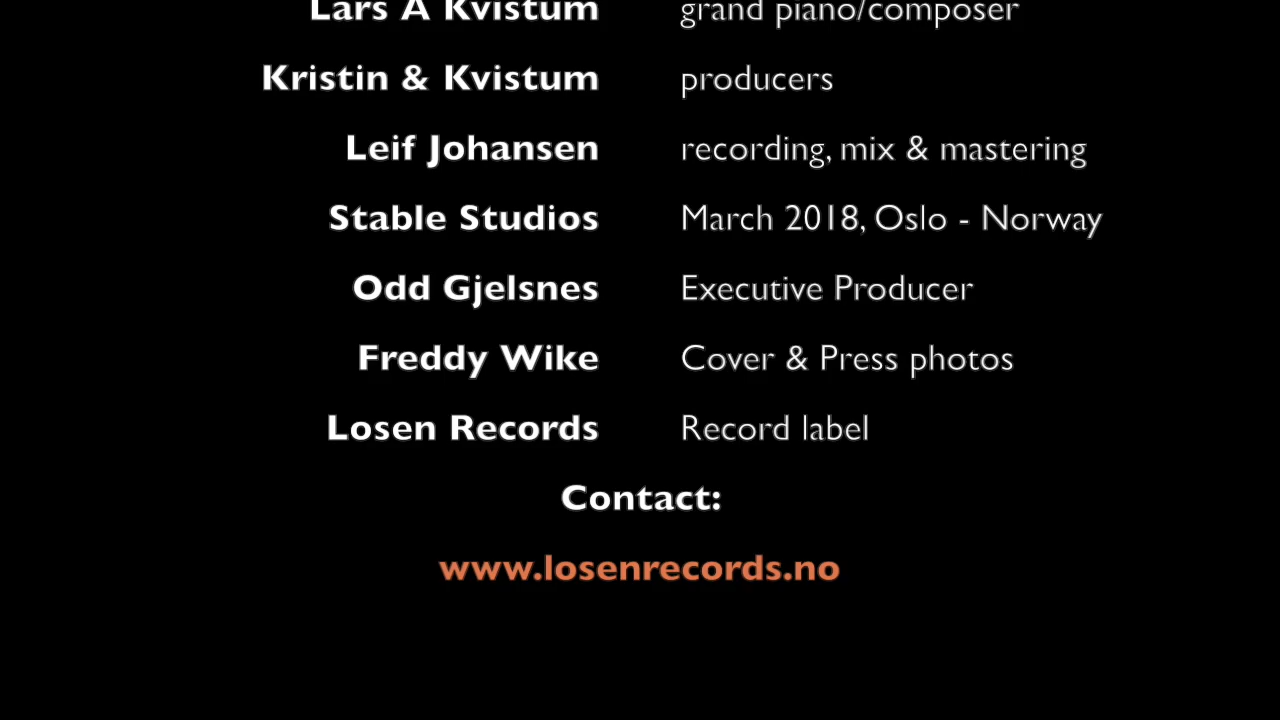 Lars A Kvistum grand piano/composer
Kristin & Kvistum producers
Leif Johansen recording, mix & mastering
Stable Studios March 2018, Oslo - Norway
Odd Gjelsnes Executive Producer
Freddy Wike Cover & Press photos
Losen Records Record label
Contact:
www.losenrecords.no